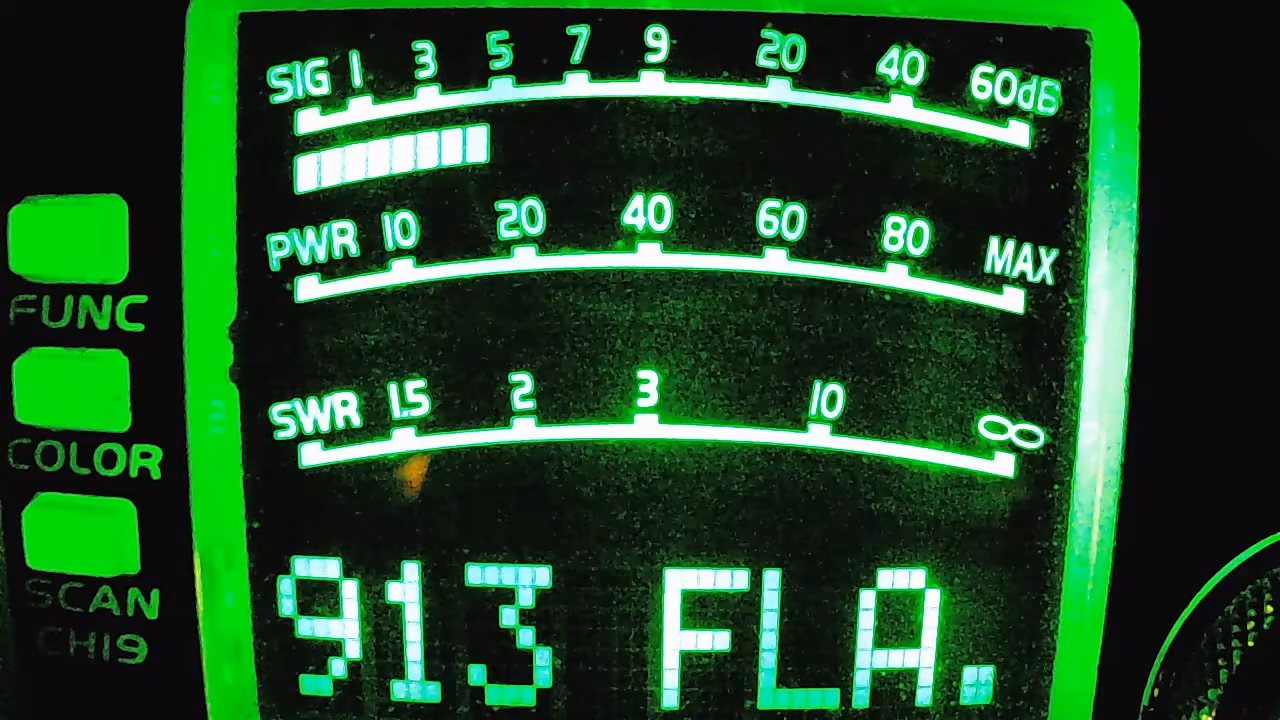 SIG 1 3 5 7 9 20 40 60dB
PWR 10 20 40 60 80 MAX
FUNC
SWR 1.5 2 3 10 ∞
COLOR
913 FLA.
SCAN
CH19